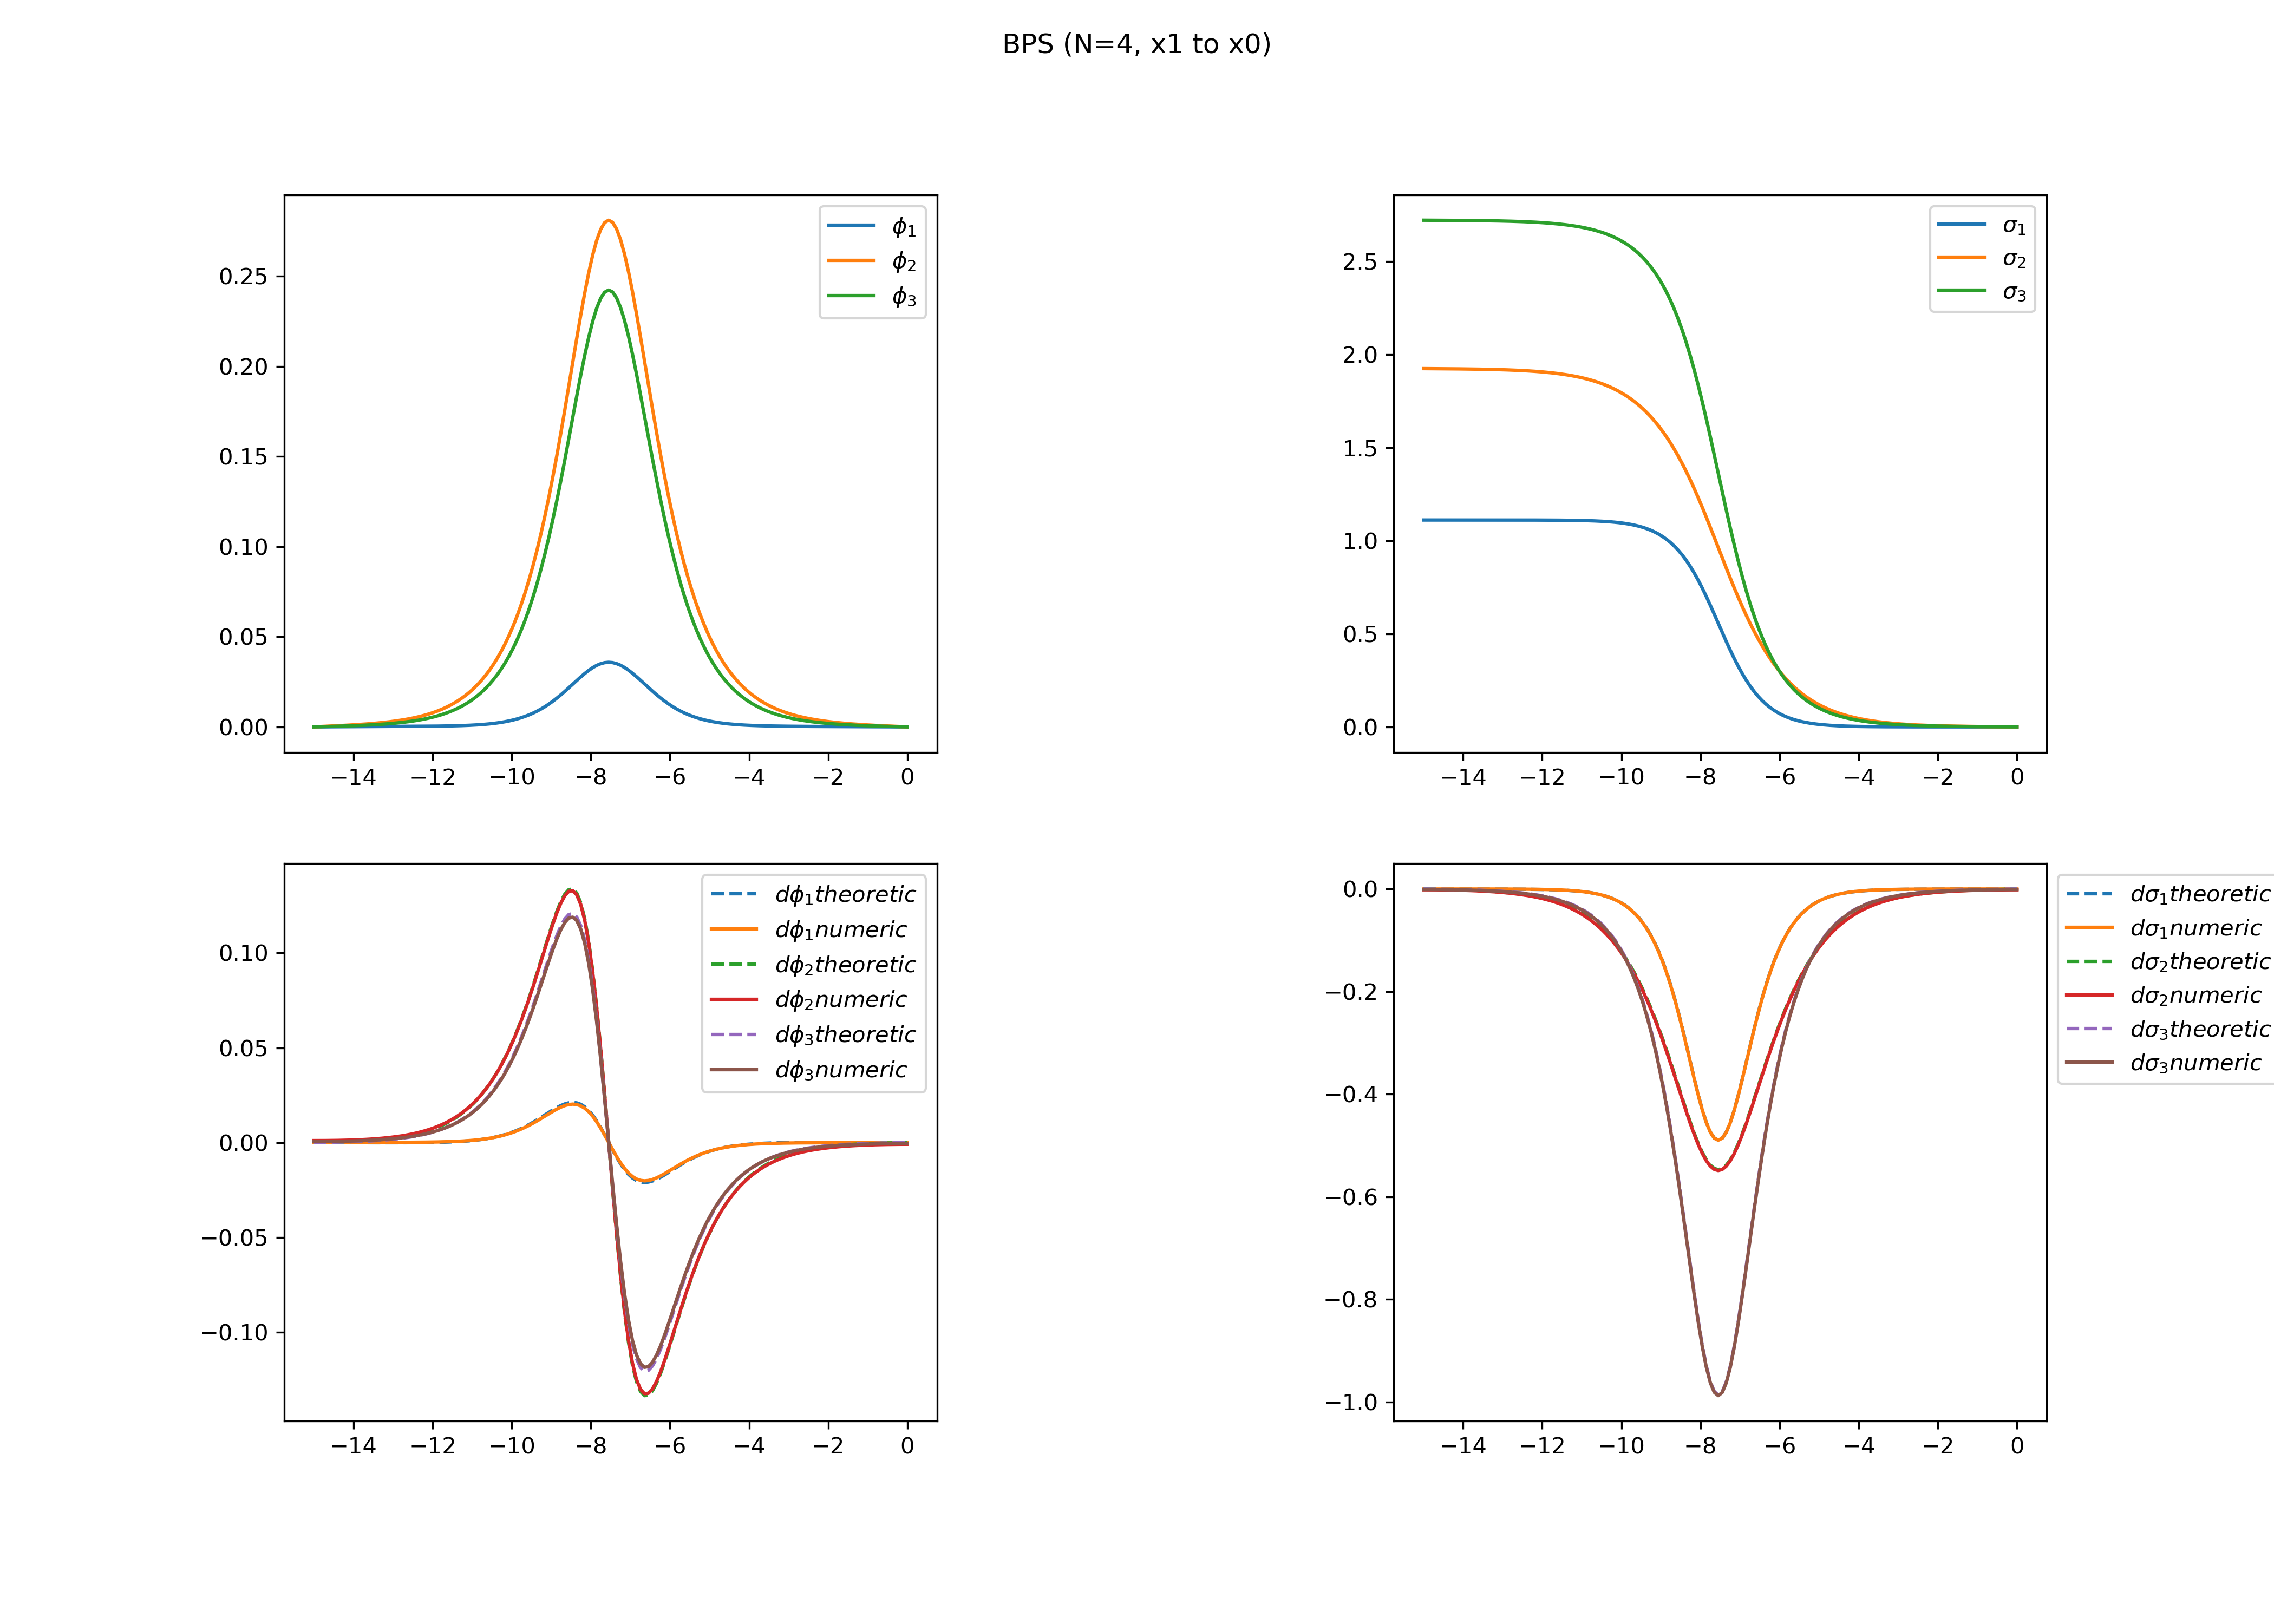 BPS (N=4, x1 to x0)
0.25
0.20
0.15
0.10
0.05
0.00
−14 −12 −10 −8 −6 −4 −2 0
ϕ₁
ϕ₂
ϕ₃
2.5
2.0
1.5
1.0
0.5
0.0
−14 −12 −10 −8 −6 −4 −2 0
σ₁
σ₂
σ₃
0.10
0.05
0.00
−0.05
−0.10
−14 −12 −10 −8 −6 −4 −2 0
dϕ₁theoretic
dϕ₁numeric
dϕ₂theoretic
dϕ₂numeric
dϕ₃theoretic
dϕ₃numeric
0.0
−0.2
−0.4
−0.6
−0.8
−1.0
−14 −12 −10 −8 −6 −4 −2 0
dσ₁theoretic
dσ₁numeric
dσ₂theoretic
dσ₂numeric
dσ₃theoretic
dσ₃numeric